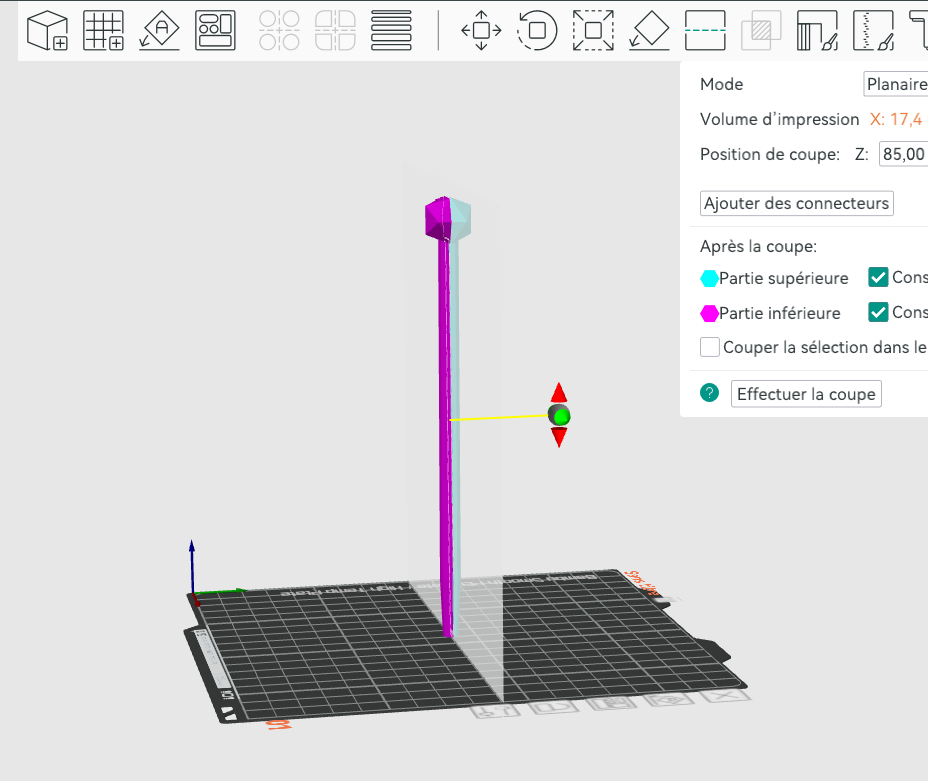 Mode
Planaire
Volume d'impression X: 17,4
Position de coupe: Z: 85,00
Ajouter des connecteurs
Après la coupe:
Partie supérieure Cons
Partie inférieure Cons
Couper la sélection dans le
? Effectuer la coupe
01